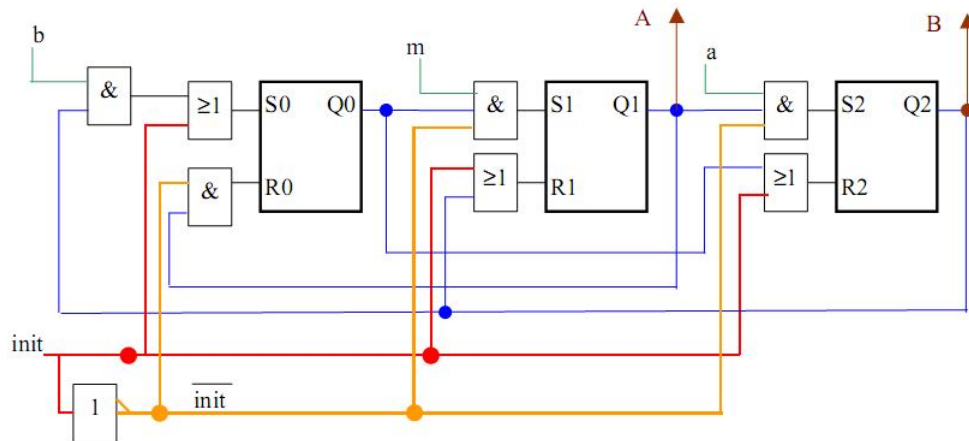 A
B
b
m
a
&
≥1
S0
Q0
&
S1
Q1
&
S2
Q2
&
R0
≥1
R1
≥1
R2
init
1
init